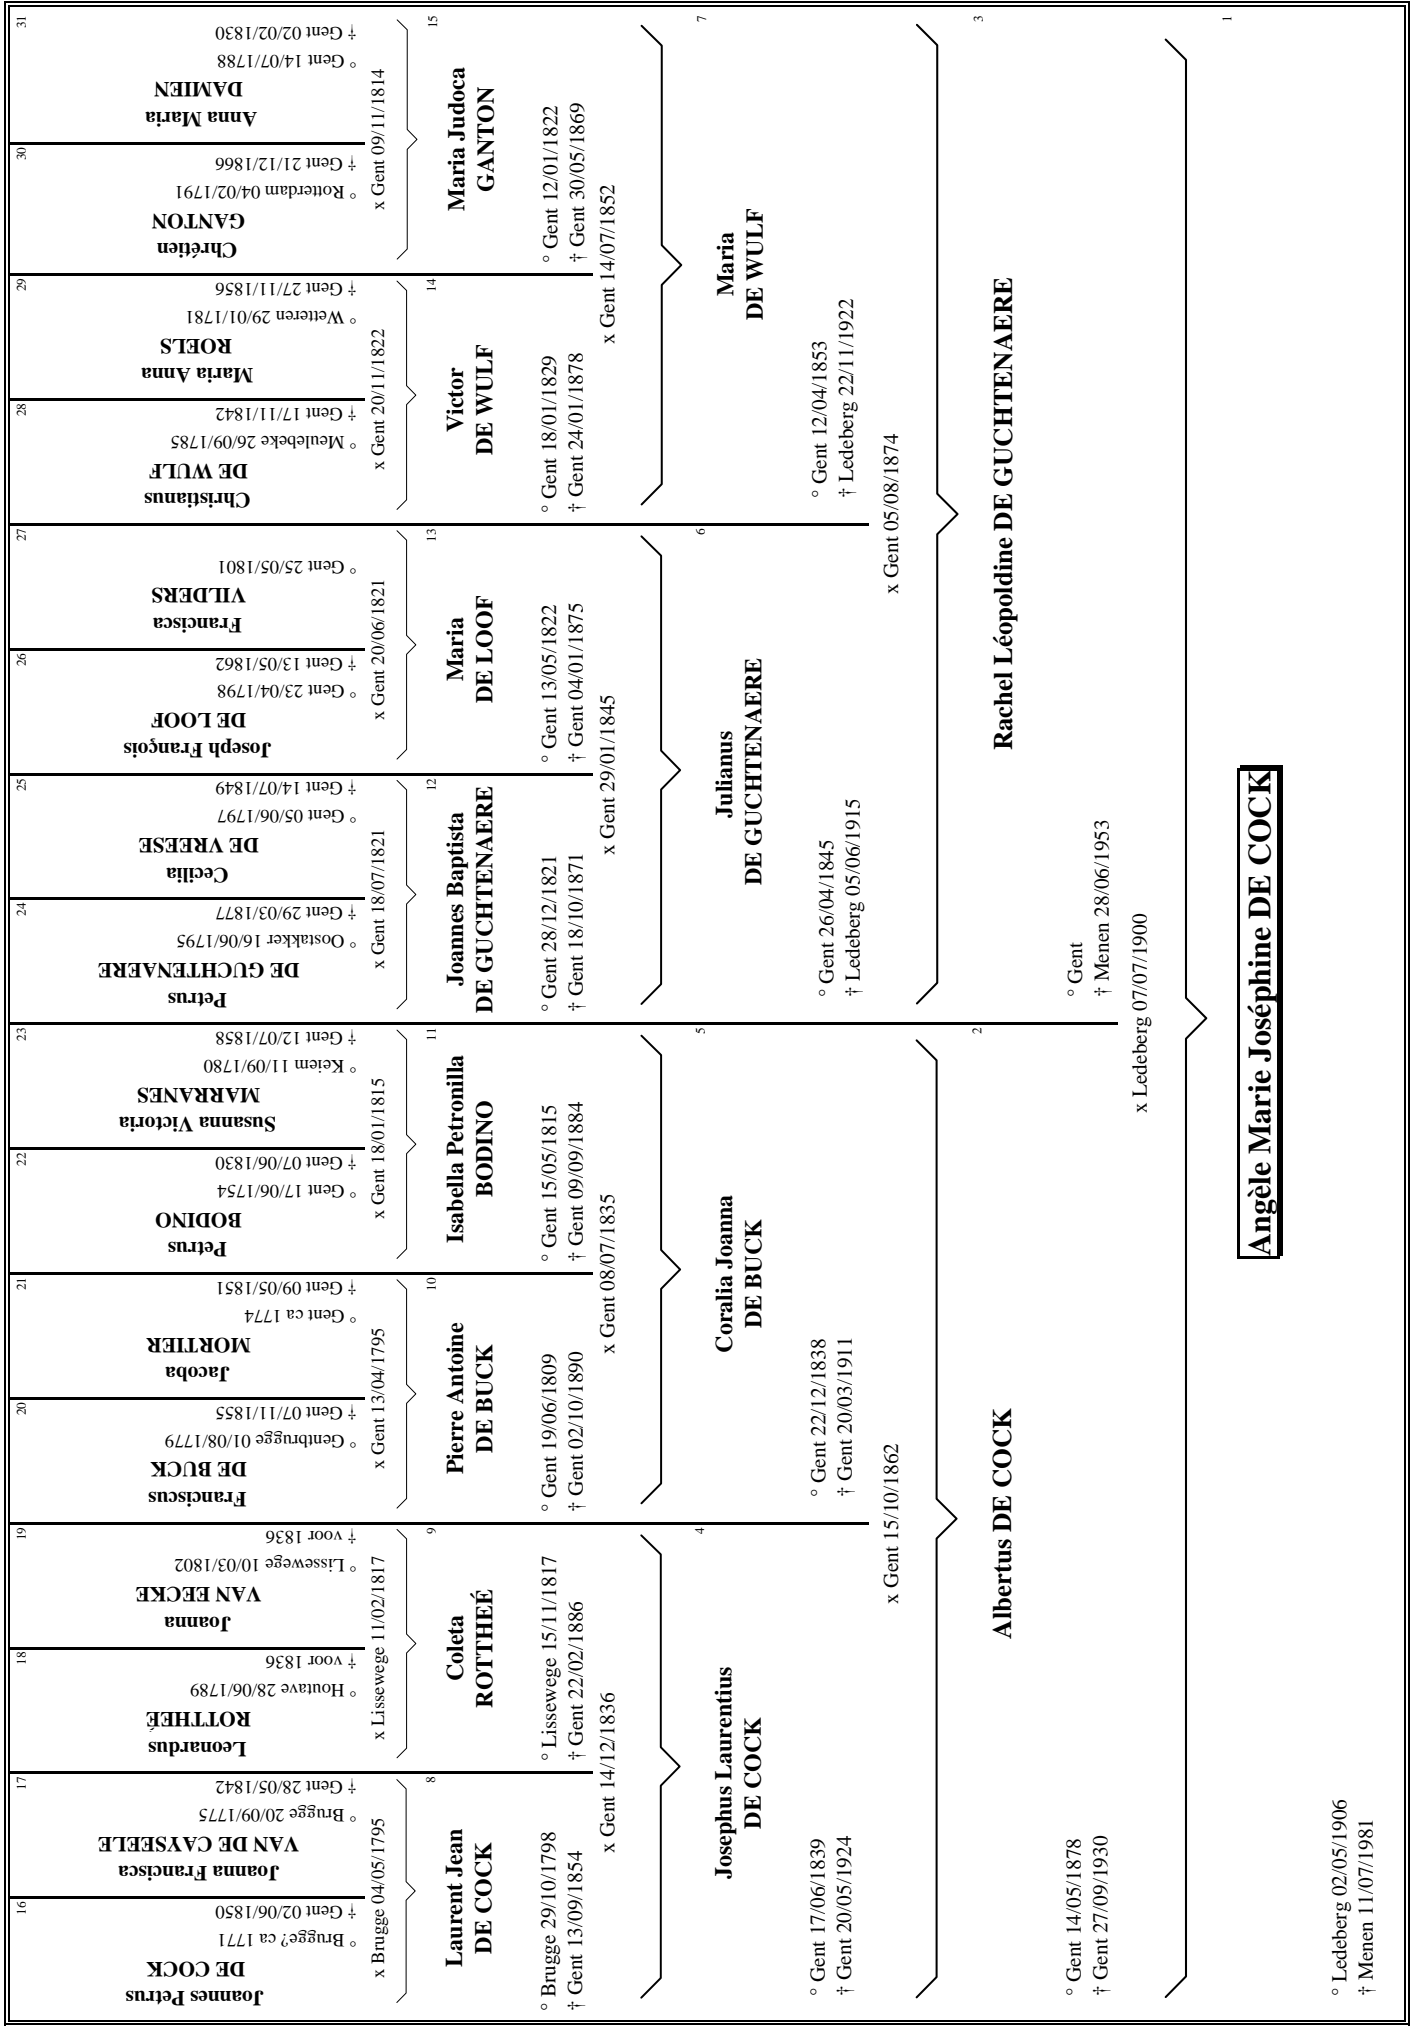 16
Joannes Petrus
DE COCK
° Brugge? ca 1771
† Gent 02/06/1850
17
Joanna Francisca
VAN DE CAYSEELE
° Brugge 20/09/1775
† Gent 28/05/1842
18
Leonardus
ROTTHEÉ
° Houtave 28/06/1789
† voor 1836
19
Joanna
VAN EECKE
° Lissewege 10/03/1802
† voor 1836
20
Franciscus
DE BUCK
° Gentbrugge 01/08/1779
† Gent 07/11/1855
21
Jacoba
MORTIER
° Gent ca 1774
† Gent 09/05/1851
22
Petrus
BODINO
° Gent 17/06/1754
† Gent 07/06/1830
23
Susanna Victoria
MARRANES
° Keiem 11/09/1780
† Gent 12/07/1858
24
Petrus
DE GUCHTENAERE
° Oostakker 16/06/1795
† Gent 29/03/1877
25
Cecilia
DE VREESE
° Gent 05/06/1797
† Gent 14/07/1849
26
Joseph François
DE LOOF
° Gent 23/04/1798
† Gent 13/05/1862
27
Francisca
VILDERS
° Gent 25/05/1801
28
Christianus
DE WULF
° Meulebeke 26/09/1785
† Gent 17/11/1842
29
Maria Anna
ROELS
° Wetteren 29/01/1781
† Gent 27/11/1856
30
Chrétien
GANTON
° Rotterdam 04/02/1791
† Gent 21/12/1866
31
Anna Maria
DAMIEN
° Gent 14/07/1788
† Gent 02/02/1830
x Brugge 04/05/1795
x Lissewege 11/02/1817
x Gent 13/04/1795
x Gent 18/01/1815
x Gent 18/07/1821
x Gent 20/06/1821
x Gent 20/11/1822
x Gent 09/11/1814
8
Laurent Jean
DE COCK
° Brugge 29/10/1798
† Gent 13/09/1854
9
Coleta
ROTTHEÉ
° Lissewege 15/11/1817
† Gent 22/02/1886
10
Pierre Antoine
DE BUCK
° Gent 19/06/1809
† Gent 02/10/1890
11
Isabella Petronilla
BODINO
° Gent 15/05/1815
† Gent 09/09/1884
12
Joannes Baptista
DE GUCHTENAERE
° Gent 28/12/1821
† Gent 18/10/1871
13
Maria
DE LOOF
° Gent 13/05/1822
† Gent 04/01/1875
14
Victor
DE WULF
° Gent 18/01/1829
† Gent 24/01/1878
15
Maria Judoca
GANTON
° Gent 12/01/1822
† Gent 30/05/1869
x Gent 14/12/1836
x Gent 08/07/1835
x Gent 29/01/1845
x Gent 14/07/1852
4
Josephus Laurentius
DE COCK
° Gent 17/06/1839
† Gent 20/05/1924
5
Coralia Joanna
DE BUCK
° Gent 22/12/1838
† Gent 20/03/1911
6
Julianus
DE GUCHTENAERE
° Gent 26/04/1845
† Ledeberg 05/06/1915
7
Maria
DE WULF
° Gent 12/04/1853
† Ledeberg 22/11/1922
x Gent 15/10/1862
x Gent 05/08/1874
2
Albertus DE COCK
° Gent 14/05/1878
† Gent 27/09/1930
3
Rachel Léopoldine DE GUCHTENAERE
° Gent
† Menen 28/06/1953
x Ledeberg 07/07/1900
1
Angèle Marie Joséphine DE COCK
° Ledeberg 02/05/1906
† Menen 11/07/1981